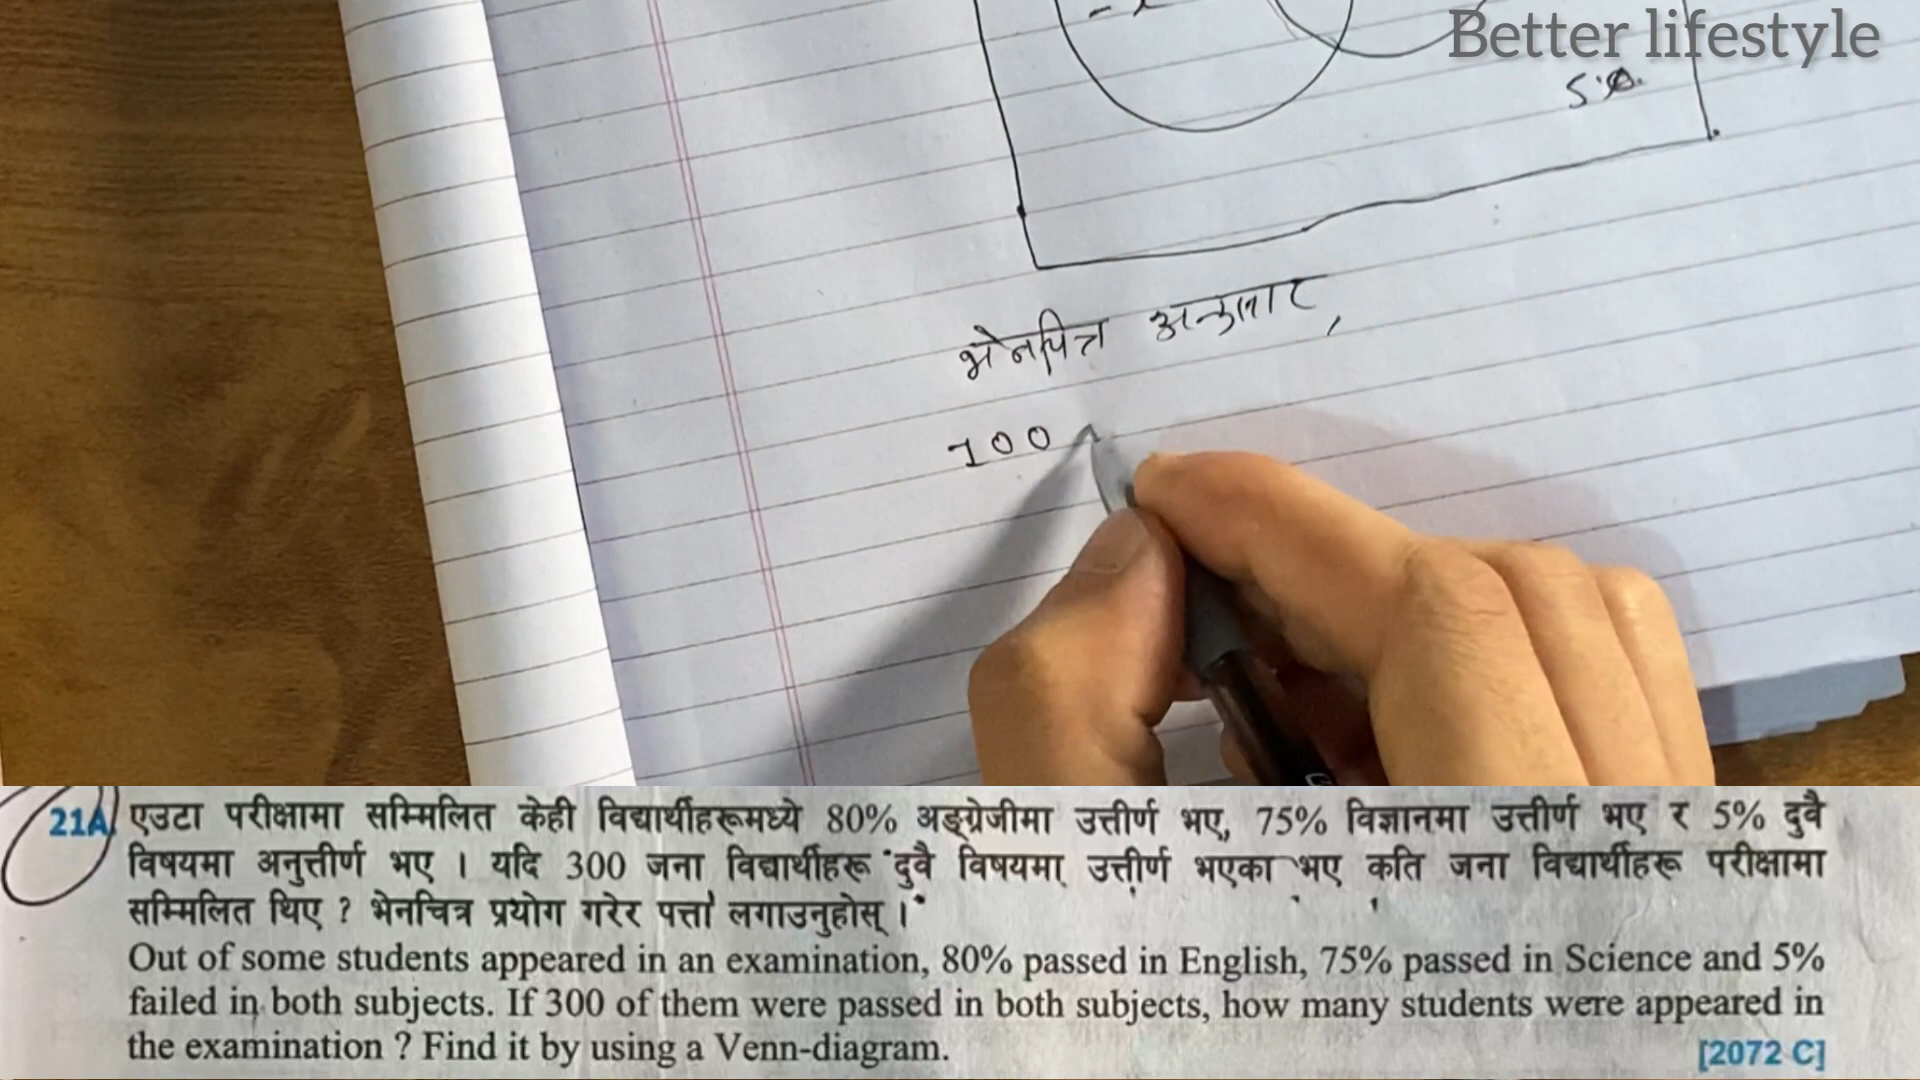 Better lifestyle
भेनचित्र अनुसार,
100
21A एउटा परीक्षामा सम्मिलित केही विद्यार्थीहरूमध्ये 80% अङ्ग्रेजीमा उत्तीर्ण भए, 75% विज्ञानमा उत्तीर्ण भए र 5% दुवै
विषयमा अनुत्तीर्ण भए । यदि 300 जना विद्यार्थीहरू दुवै विषयमा उत्तीर्ण भएका भए कति जना विद्यार्थीहरू परीक्षामा
सम्मिलित थिए ? भेनचित्र प्रयोग गरेर पत्ता लगाउनुहोस् ।
Out of some students appeared in an examination, 80% passed in English, 75% passed in Science and 5%
failed in both subjects. If 300 of them were passed in both subjects, how many students were appeared in
the examination ? Find it by using a Venn-diagram.
[2072 C]